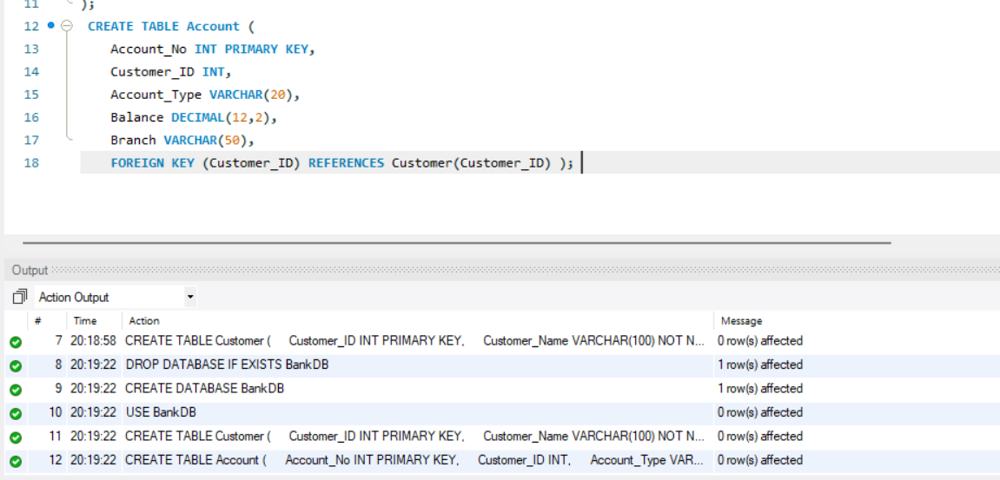 11 );
12 CREATE TABLE Account (
13 Account_No INT PRIMARY KEY,
14 Customer_ID INT,
15 Account_Type VARCHAR(20),
16 Balance DECIMAL(12,2),
17 Branch VARCHAR(50),
18 FOREIGN KEY (Customer_ID) REFERENCES Customer(Customer_ID) );
Output
Action Output
# Time Action Message
7 20:18:58 CREATE TABLE Customer ( Customer_ID INT PRIMARY KEY, Customer_Name VARCHAR(100) NOT N... 0 row(s) affected
8 20:19:22 DROP DATABASE IF EXISTS BankDB 1 row(s) affected
9 20:19:22 CREATE DATABASE BankDB 1 row(s) affected
10 20:19:22 USE BankDB 0 row(s) affected
11 20:19:22 CREATE TABLE Customer ( Customer_ID INT PRIMARY KEY, Customer_Name VARCHAR(100) NOT N... 0 row(s) affected
12 20:19:22 CREATE TABLE Account ( Account_No INT PRIMARY KEY, Customer_ID INT, Account_Type VAR... 0 row(s) affected